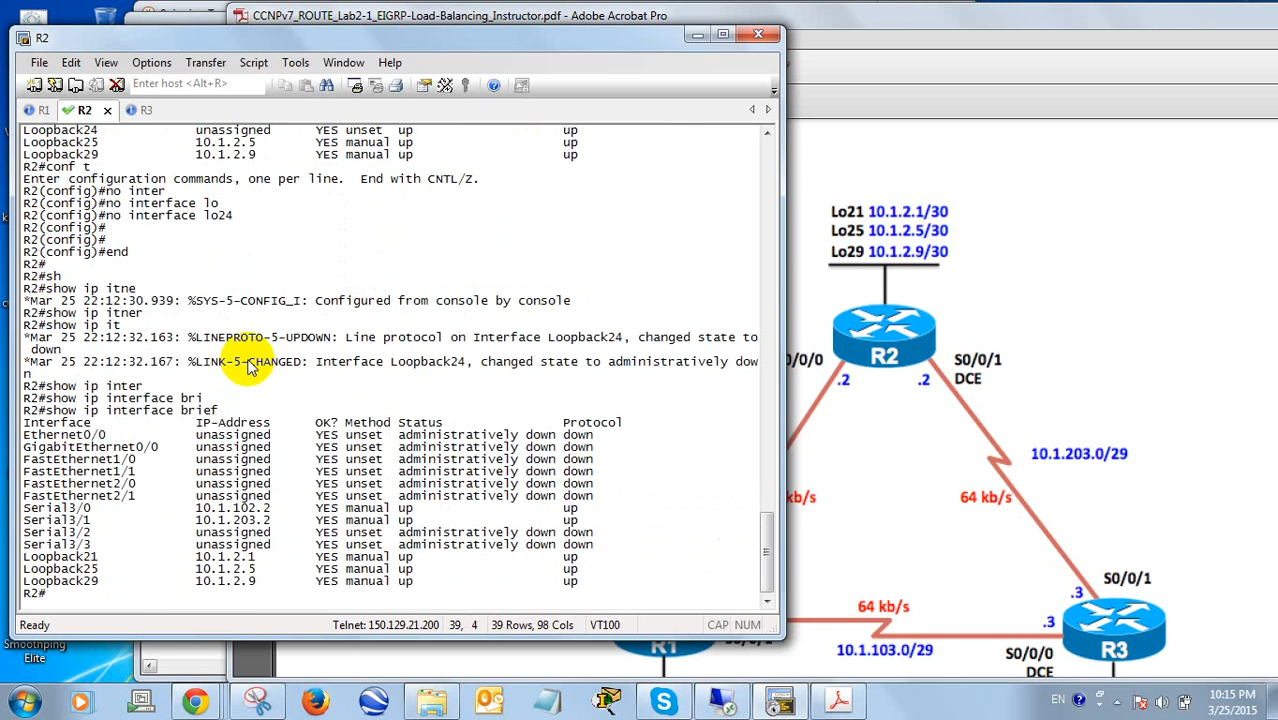 CCNPv7_ROUTE_Lab2-1_EIGRP-Load-Balancing_Instructor.pdf - Adobe Acrobat Pro
R2
File Edit View Options Transfer Script Tools Window Help
Enter host <Alt+R>
R1 R2 R3
Loopback24 unassigned YES unset up up
Loopback25 10.1.2.5 YES manual up up
Loopback29 10.1.2.9 YES manual up up
R2#conf t
Enter configuration commands, one per line. End with CNTL/Z.
R2(config)#no inter
R2(config)#no interface lo
R2(config)#no interface lo24
R2(config)#
R2(config)#
R2(config)#end
R2#
R2#sh
R2#show ip itne
*Mar 25 22:12:30.939: %SYS-5-CONFIG_I: Configured from console by console
R2#show ip itner
R2#show ip it
*Mar 25 22:12:32.163: %LINEPROTO-5-UPDOWN: Line protocol on Interface Loopback24, changed state to
down
*Mar 25 22:12:32.167: %LINK-5-CHANGED: Interface Loopback24, changed state to administratively dow
n
R2#show ip inter
R2#show ip interface bri
R2#show ip interface brief
Interface IP-Address OK? Method Status Protocol
Ethernet0/0 unassigned YES unset administratively down down
GigabitEthernet0/0 unassigned YES unset administratively down down
FastEthernet1/0 unassigned YES unset administratively down down
FastEthernet1/1 unassigned YES unset administratively down down
FastEthernet2/0 unassigned YES unset administratively down down
FastEthernet2/1 unassigned YES unset administratively down down
Serial3/0 10.1.102.2 YES manual up up
Serial3/1 10.1.203.2 YES manual up up
Serial3/2 unassigned YES unset administratively down down
Serial3/3 unassigned YES unset administratively down down
Loopback21 10.1.2.1 YES manual up up
Loopback25 10.1.2.5 YES manual up up
Loopback29 10.1.2.9 YES manual up up
R2#
Ready Telnet: 150.129.21.200 39, 4 39 Rows, 98 Cols VT100 CAP NUM
Lo21 10.1.2.1/30
Lo25 10.1.2.5/30
Lo29 10.1.2.9/30
R2
/0/0
S0/0/1
DCE
.2
.2
10.1.203.0/29
kb/s
64 kb/s
S0/0/1
.3
64 kb/s
.3
R3
R1
10.1.103.0/29
S0/0/0
DCE
Smoothping
Elite
EN
10:15 PM
3/25/2015